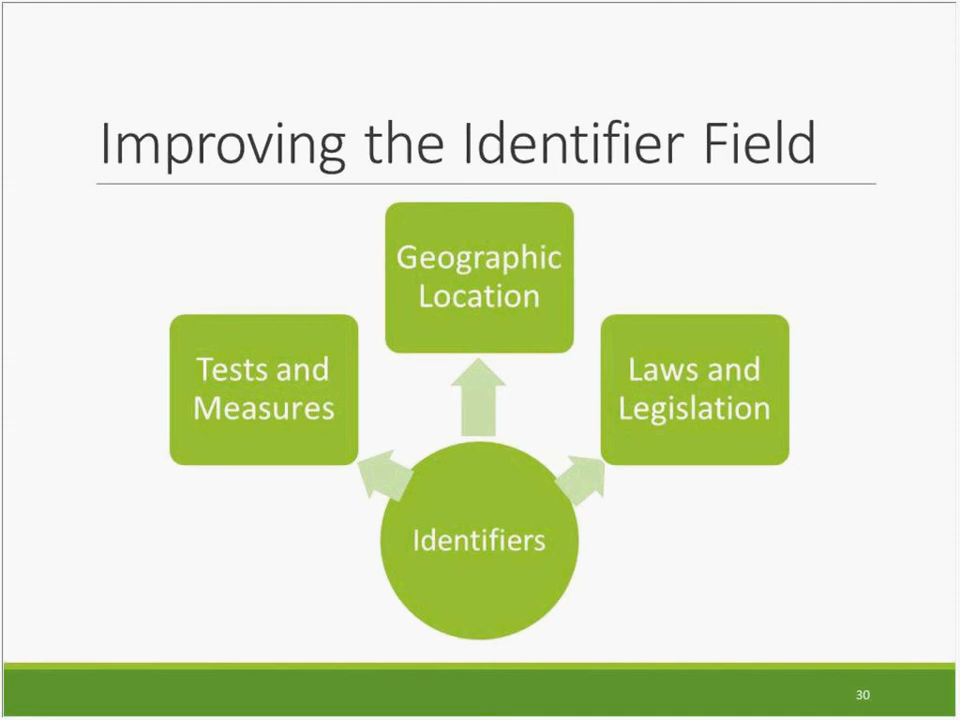 Improving the Identifier Field
Geographic
Location
Tests and
Measures
Laws and
Legislation
Identifiers
30